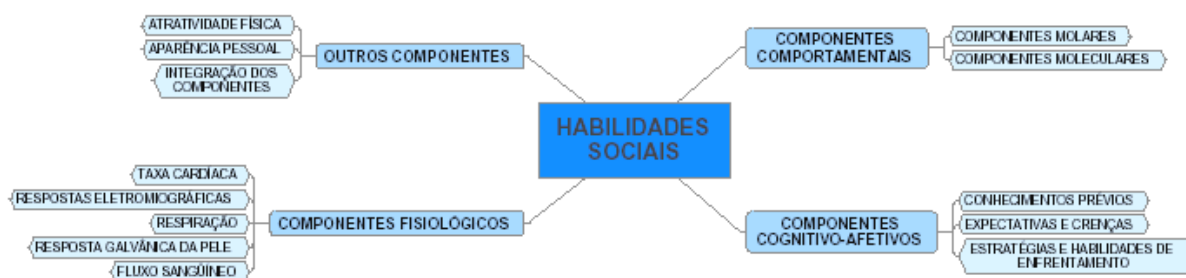 HABILIDADES
SOCIAIS
OUTROS COMPONENTES
ATRATIVIDADE FÍSICA
APARÊNCIA PESSOAL
INTEGRAÇÃO DOS
COMPONENTES
COMPONENTES
COMPORTAMENTAIS
COMPONENTES MOLARES
COMPONENTES MOLECULARES
COMPONENTES FISIOLÓGICOS
TAXA CARDÍACA
RESPOSTAS ELETROMIOGRÁFICAS
RESPIRAÇÃO
RESPOSTA GALVÂNICA DA PELE
FLUXO SANGÜÍNEO
COMPONENTES
COGNITIVO-AFETIVOS
CONHECIMENTOS PRÉVIOS
EXPECTATIVAS E CRENÇAS
ESTRATÉGIAS E HABILIDADES DE
ENFRENTAMENTO